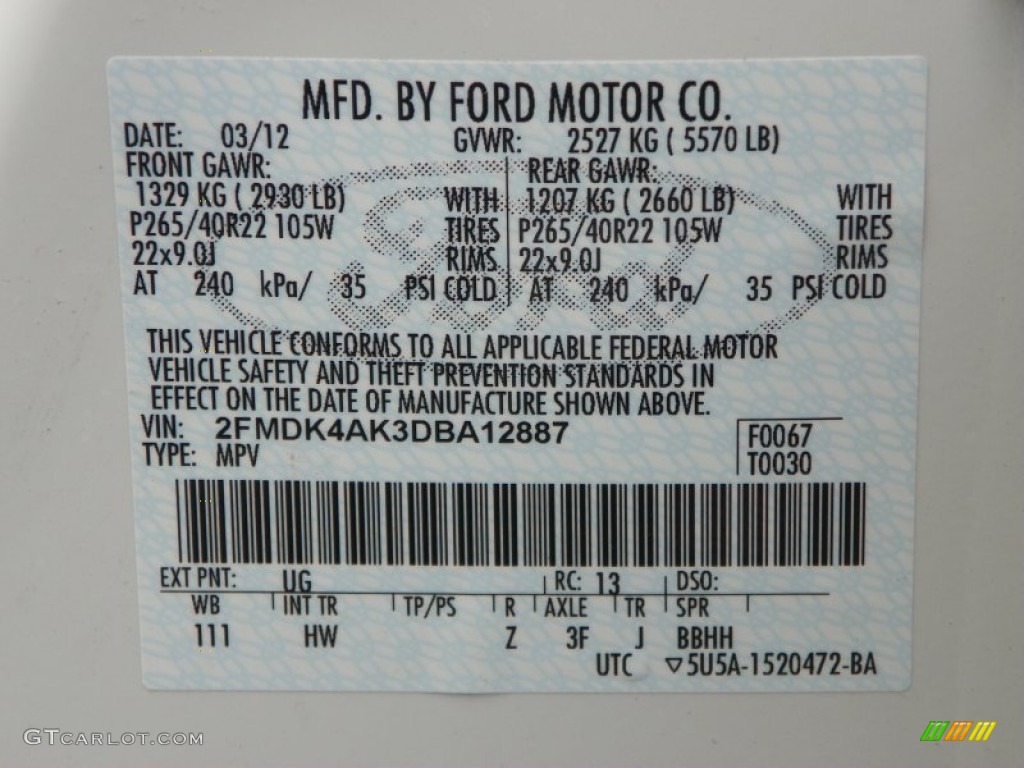 MFD. BY FORD MOTOR CO.
DATE: 03/12 GVWR: 2527 KG ( 5570 LB)
FRONT GAWR: REAR GAWR:
1329 KG ( 2930 LB) WITH 1207 KG ( 2660 LB) WITH
P265/40R22 105W TIRES P265/40R22 105W TIRES
22x9.0J RIMS 22x9.0J RIMS
AT 240 kPa/ 35 PSI COLD AT 240 kPa/ 35 PSI COLD
Ford
THIS VEHICLE CONFORMS TO ALL APPLICABLE FEDERAL MOTOR
VEHICLE SAFETY AND THEFT PREVENTION STANDARDS IN
EFFECT ON THE DATE OF MANUFACTURE SHOWN ABOVE.
VIN: 2FMDK4AK3DBA12887 F0067
TYPE: MPV T0030
EXT PNT: UG RC: 13 DSO:
WB INT TR TP/PS R AXLE TR SPR
111 HW Z 3F J BBHH
UTC ▽5U5A-1520472-BA
GTCARLOT.COM